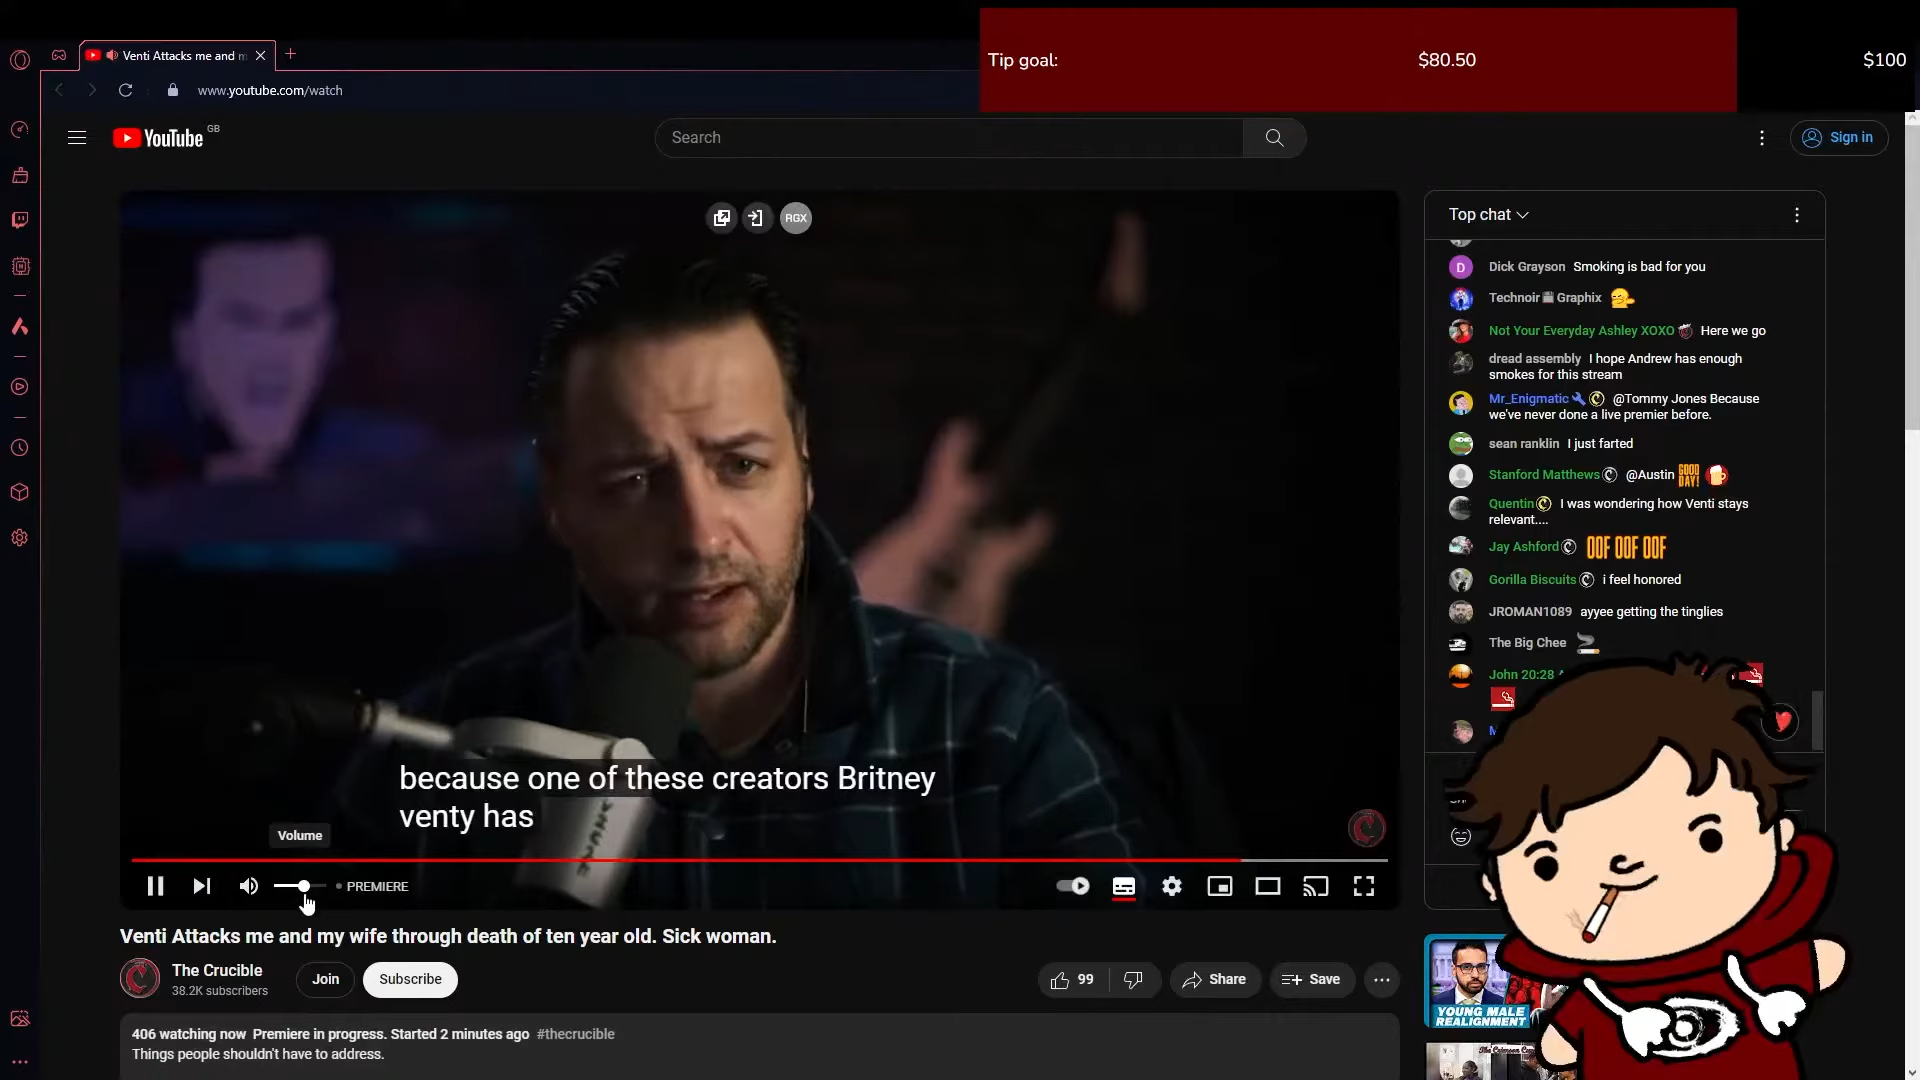 Venti Attacks me and m
Tip goal:
$80.50
$100
www.youtube.com/watch
YouTube GB
Search
Sign in
RGX
Top chat
D
Dick Grayson Smoking is bad for you
Technoir Graphix
Not Your Everyday Ashley XOXO Here we go
dread assembly I hope Andrew has enough
smokes for this stream
Mr_Enigmatic @Tommy Jones Because
we've never done a live premier before.
sean ranklin I just farted
Stanford Matthews @Austin GOOD DAY!
Quentin I was wondering how Venti stays
relevant....
Jay Ashford OOF OOF OOF
Gorilla Biscuits i feel honored
JROMAN1089 ayyee getting the tinglies
The Big Chee
John 20:28
because one of these creators Britney
venty has
Volume
PREMIERE
Venti Attacks me and my wife through death of ten year old. Sick woman.
The Crucible
38.2K subscribers
Join
Subscribe
99
Share
Save
406 watching now Premiere in progress. Started 2 minutes ago #thecrucible
Things people shouldn't have to address.
YOUNG MALE
REALIGNMENT